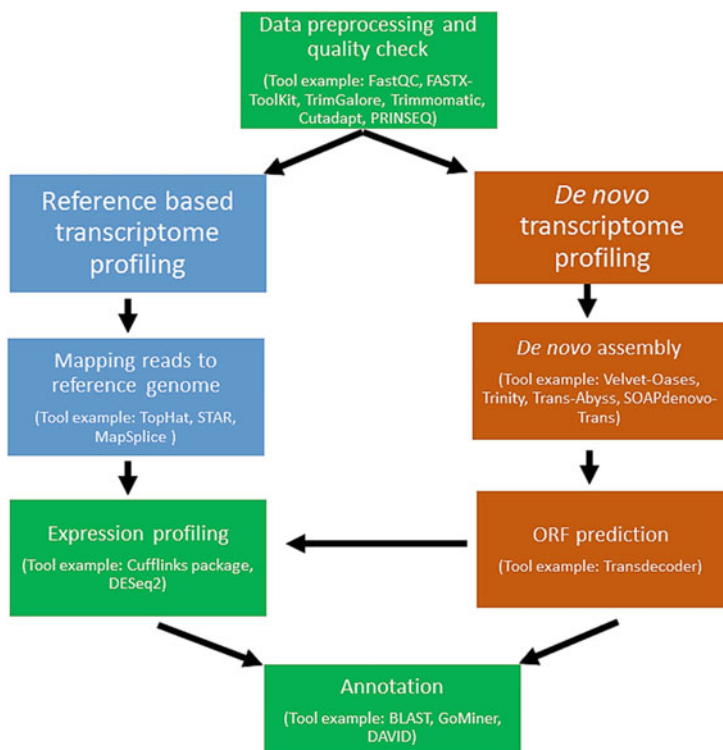 Data preprocessing and
quality check
(Tool example: FastQC, FASTX-
ToolKit, TrimGalore, Trimmomatic,
Cutadapt, PRINSEQ)
Reference based
transcriptome
profiling
De novo
transcriptome
profiling
Mapping reads to
reference genome
(Tool example: TopHat, STAR,
MapSplice )
De novo assembly
(Tool example: Velvet-Oases,
Trinity, Trans-Abyss, SOAPdenovo-
Trans)
Expression profiling
(Tool example: Cufflinks package,
DESeq2)
ORF prediction
(Tool example: Transdecoder)
Annotation
(Tool example: BLAST, GoMiner,
DAVID)